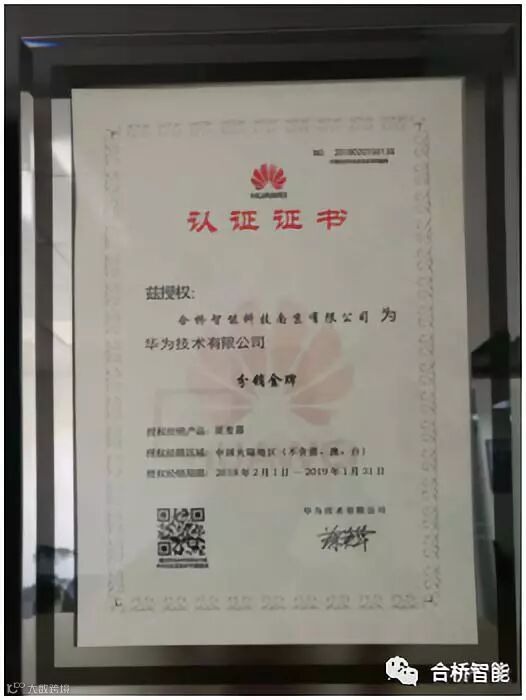 HUAWEI
认证证书
兹授权:
合桥智能科技南京有限公司 为
华为技术有限公司
分销金牌
授权经销产品:
授权经销区域: 中国大陆地区(不含港、澳、台)
授权经销期限: 2018年2月1日—2019年1月31日
华为技术有限公司
合桥智能
大数跨境